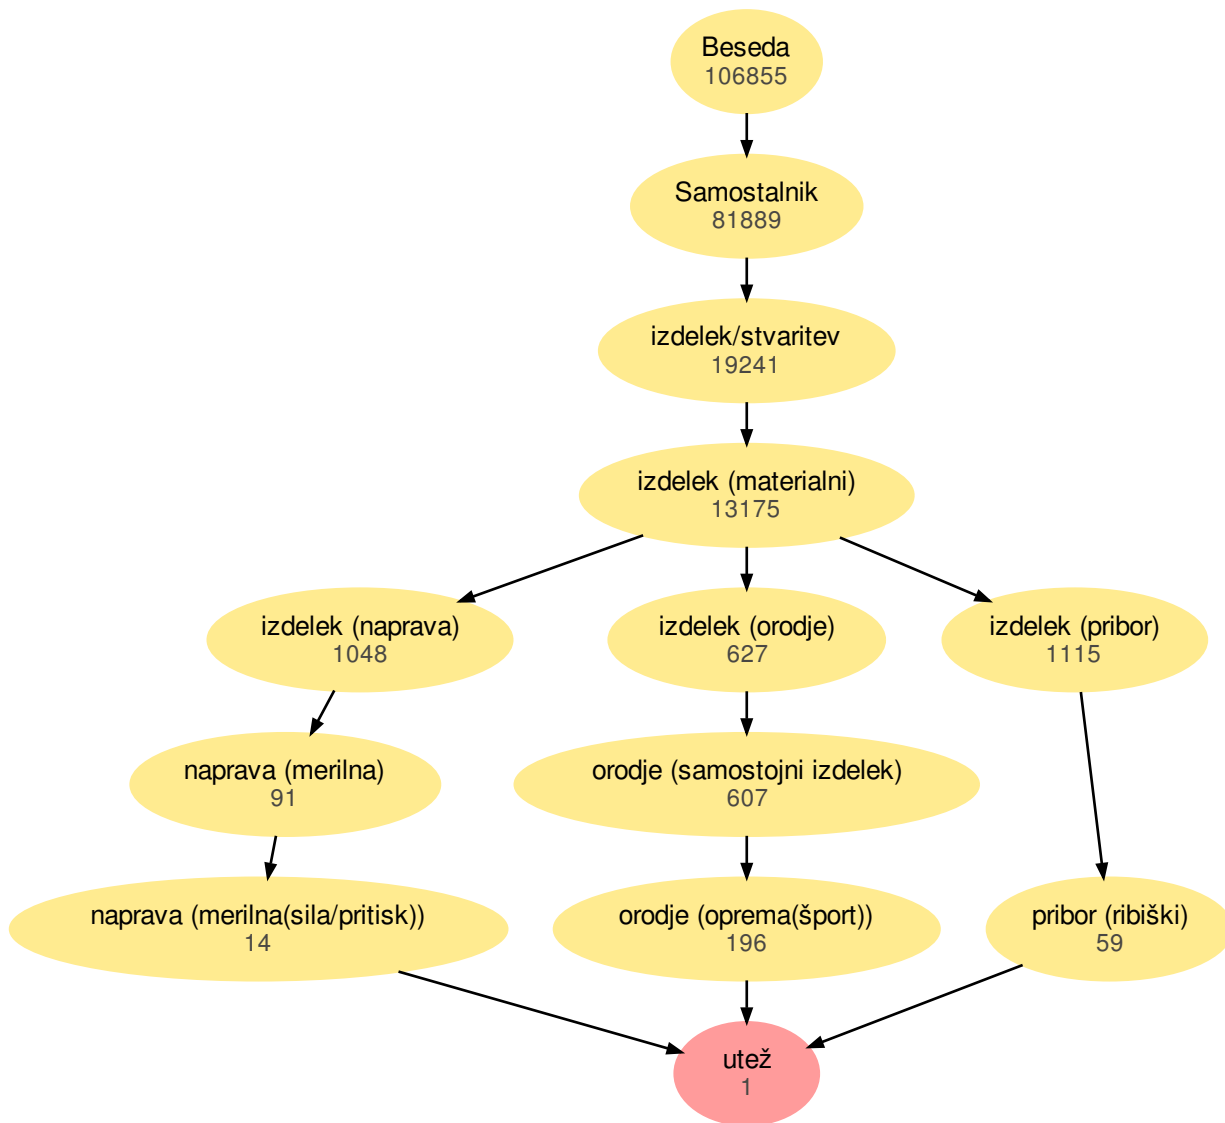 Beseda
106855
Samostalnik
81889
izdelek/stvaritev
19241
izdelek (materialni)
13175
izdelek (naprava)
1048
izdelek (orodje)
627
izdelek (pribor)
1115
naprava (merilna)
91
orodje (samostojni izdelek)
607
naprava (merilna(sila/pritisk))
14
orodje (oprema(šport))
196
pribor (ribiški)
59
utež
1